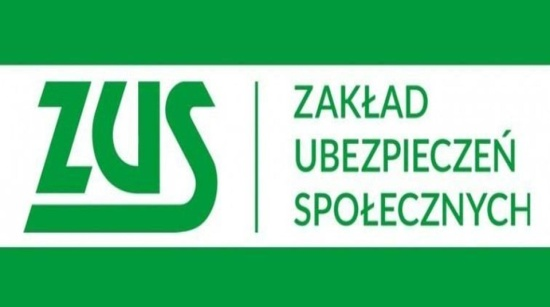 ZUS
ZAKŁAD
UBEZPIECZEŃ
SPOŁECZNYCH